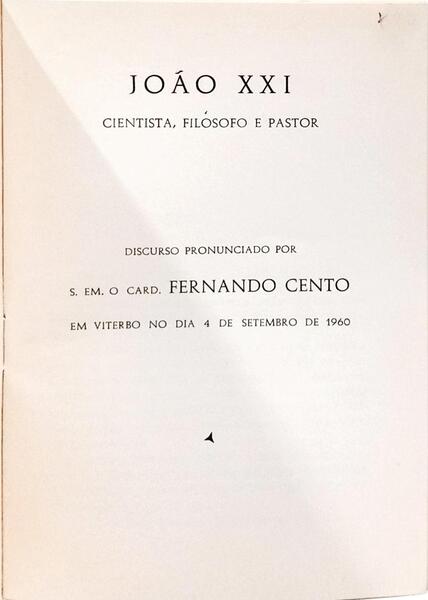 JOÁO XXI
CIENTISTA, FILÓSOFO E PASTOR
DISCURSO PRONUNCIADO POR
S. EM. O CARD. FERNANDO CENTO
EM VITERBO NO DIA 4 DE SETEMBRO DE 1960